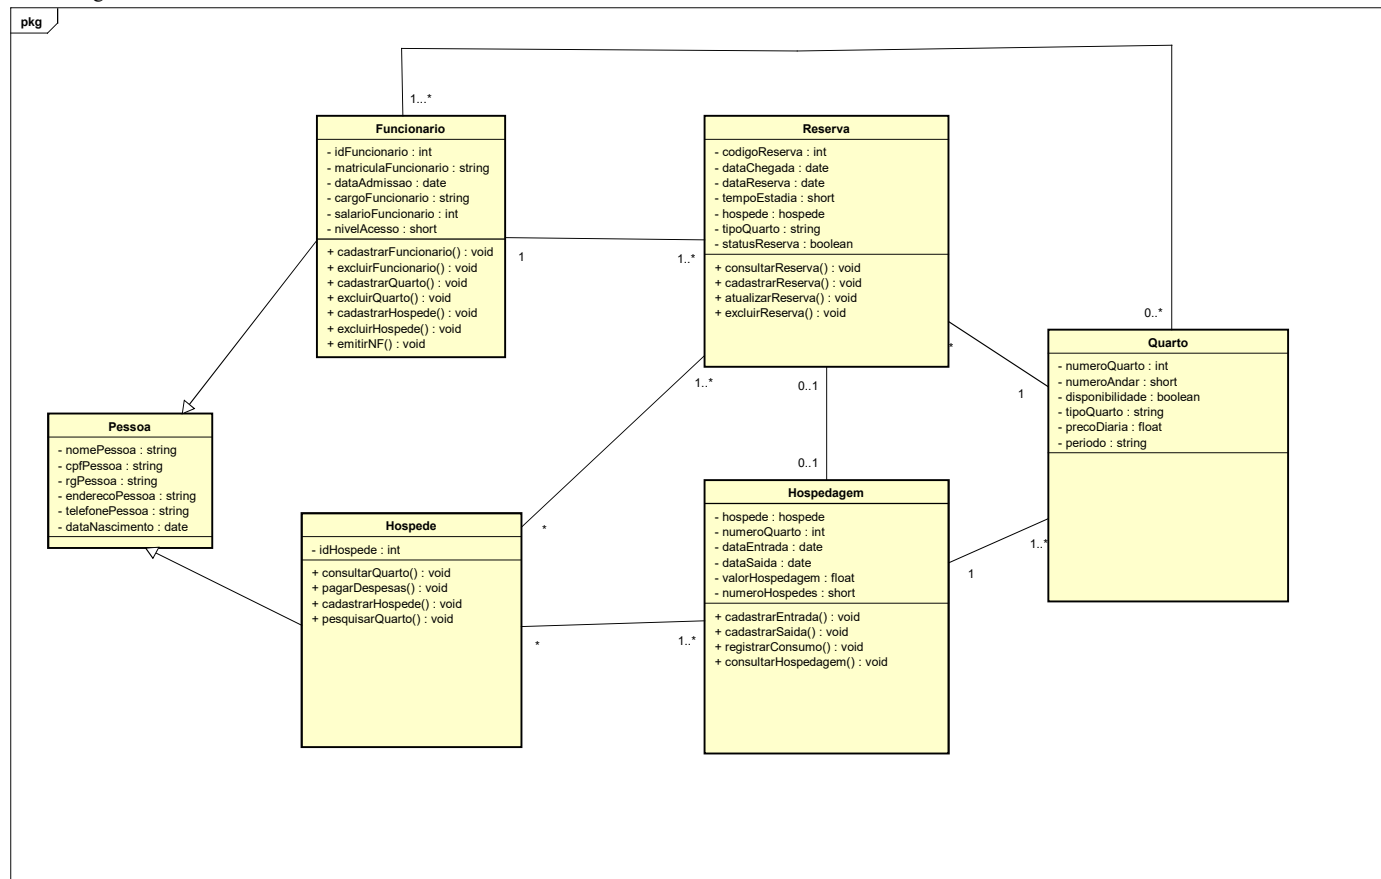 pkg
1...*
Funcionario
- idFuncionario : int
- matriculaFuncionario : string
- dataAdmissao : date
- cargoFuncionario : string
- salarioFuncionario : int
- nivelAcesso : short
+ cadastrarFuncionario() : void
+ excluirFuncionario() : void
+ cadastrarQuarto() : void
+ excluirQuarto() : void
+ cadastrarHospede() : void
+ excluirHospede() : void
+ emitirNF() : void
1
1..*
Reserva
- codigoReserva : int
- dataChegada : date
- dataReserva : date
- tempoEstadia : short
- hospede : hospede
- tipoQuarto : string
- statusReserva : boolean
+ consultarReserva() : void
+ cadastrarReserva() : void
+ atualizarReserva() : void
+ excluirReserva() : void
0..*
*
1
Quarto
- numeroQuarto : int
- numeroAndar : short
- disponibilidade : boolean
- tipoQuarto : string
- precoDiaria : float
- periodo : string
1..*
0..1
0..1
Pessoa
- nomePessoa : string
- cpfPessoa : string
- rgPessoa : string
- enderecoPessoa : string
- telefonePessoa : string
- dataNascimento : date
Hospede
- idHospede : int
+ consultarQuarto() : void
+ pagarDespesas() : void
+ cadastrarHospede() : void
+ pesquisarQuarto() : void
*
*
1..*
Hospedagem
- hospede : hospede
- numeroQuarto : int
- dataEntrada : date
- dataSaida : date
- valorHospedagem : float
- numeroHospedes : short
+ cadastrarEntrada() : void
+ cadastrarSaida() : void
+ registrarConsumo() : void
+ consultarHospedagem() : void
1
1..*